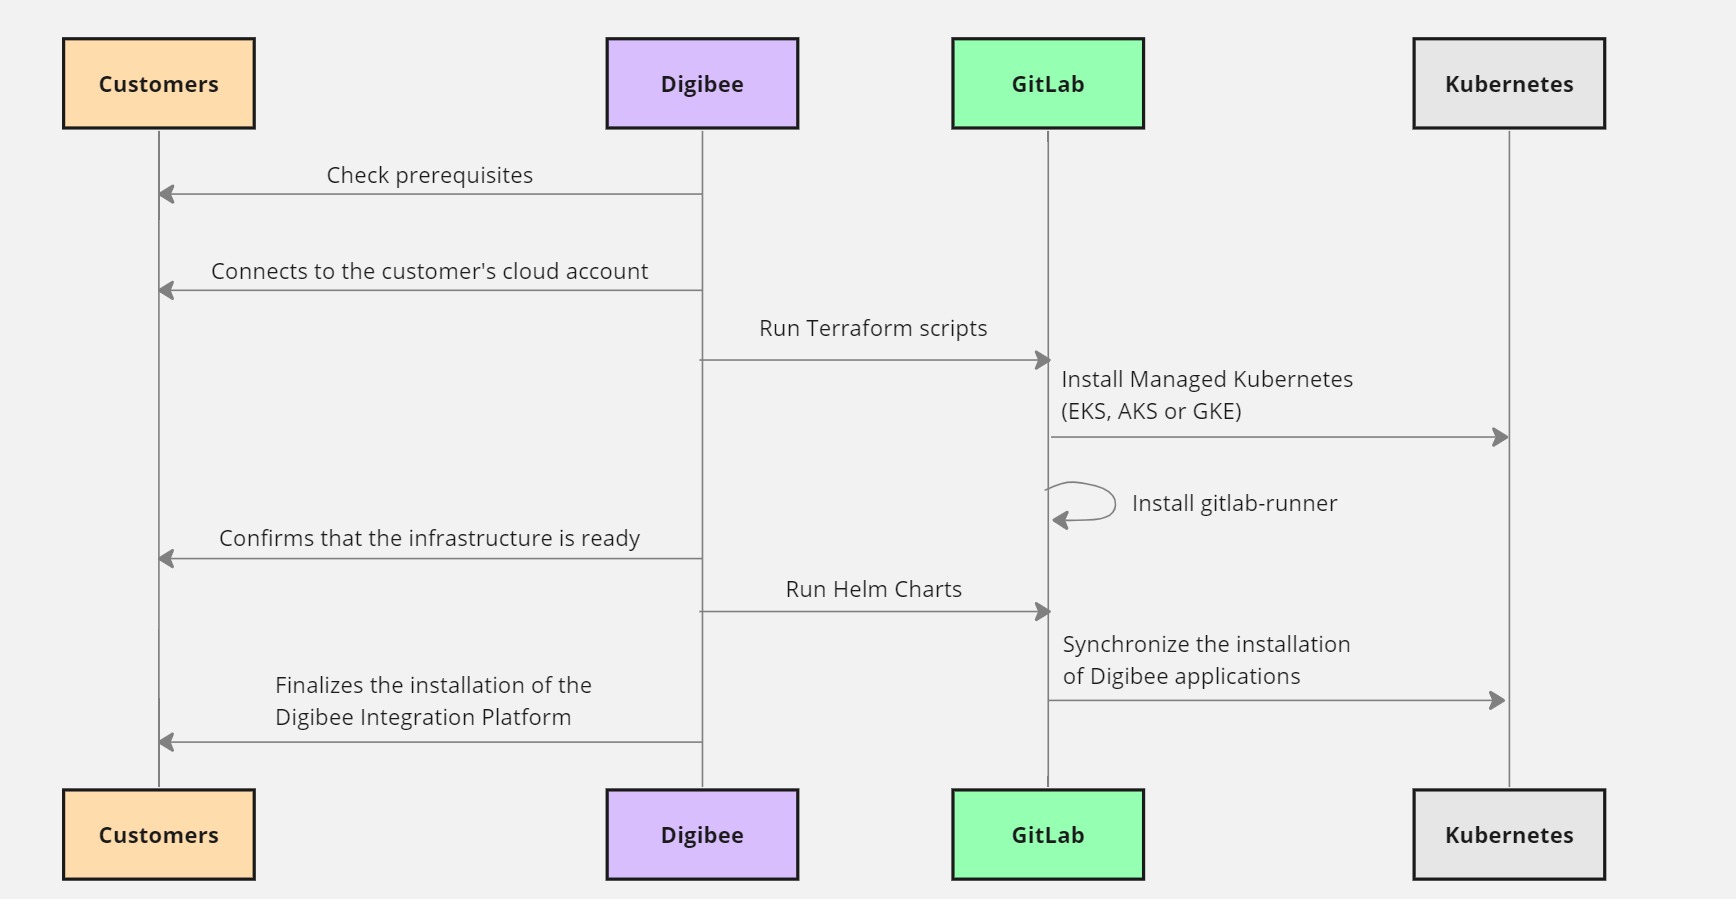 Customers
Digibee
GitLab
Kubernetes
Check prerequisites
Connects to the customer's cloud account
Run Terraform scripts
Install Managed Kubernetes
(EKS, AKS or GKE)
Install gitlab-runner
Confirms that the infrastructure is ready
Run Helm Charts
Synchronize the installation
of Digibee applications
Finalizes the installation of the
Digibee Integration Platform
Customers
Digibee
GitLab
Kubernetes